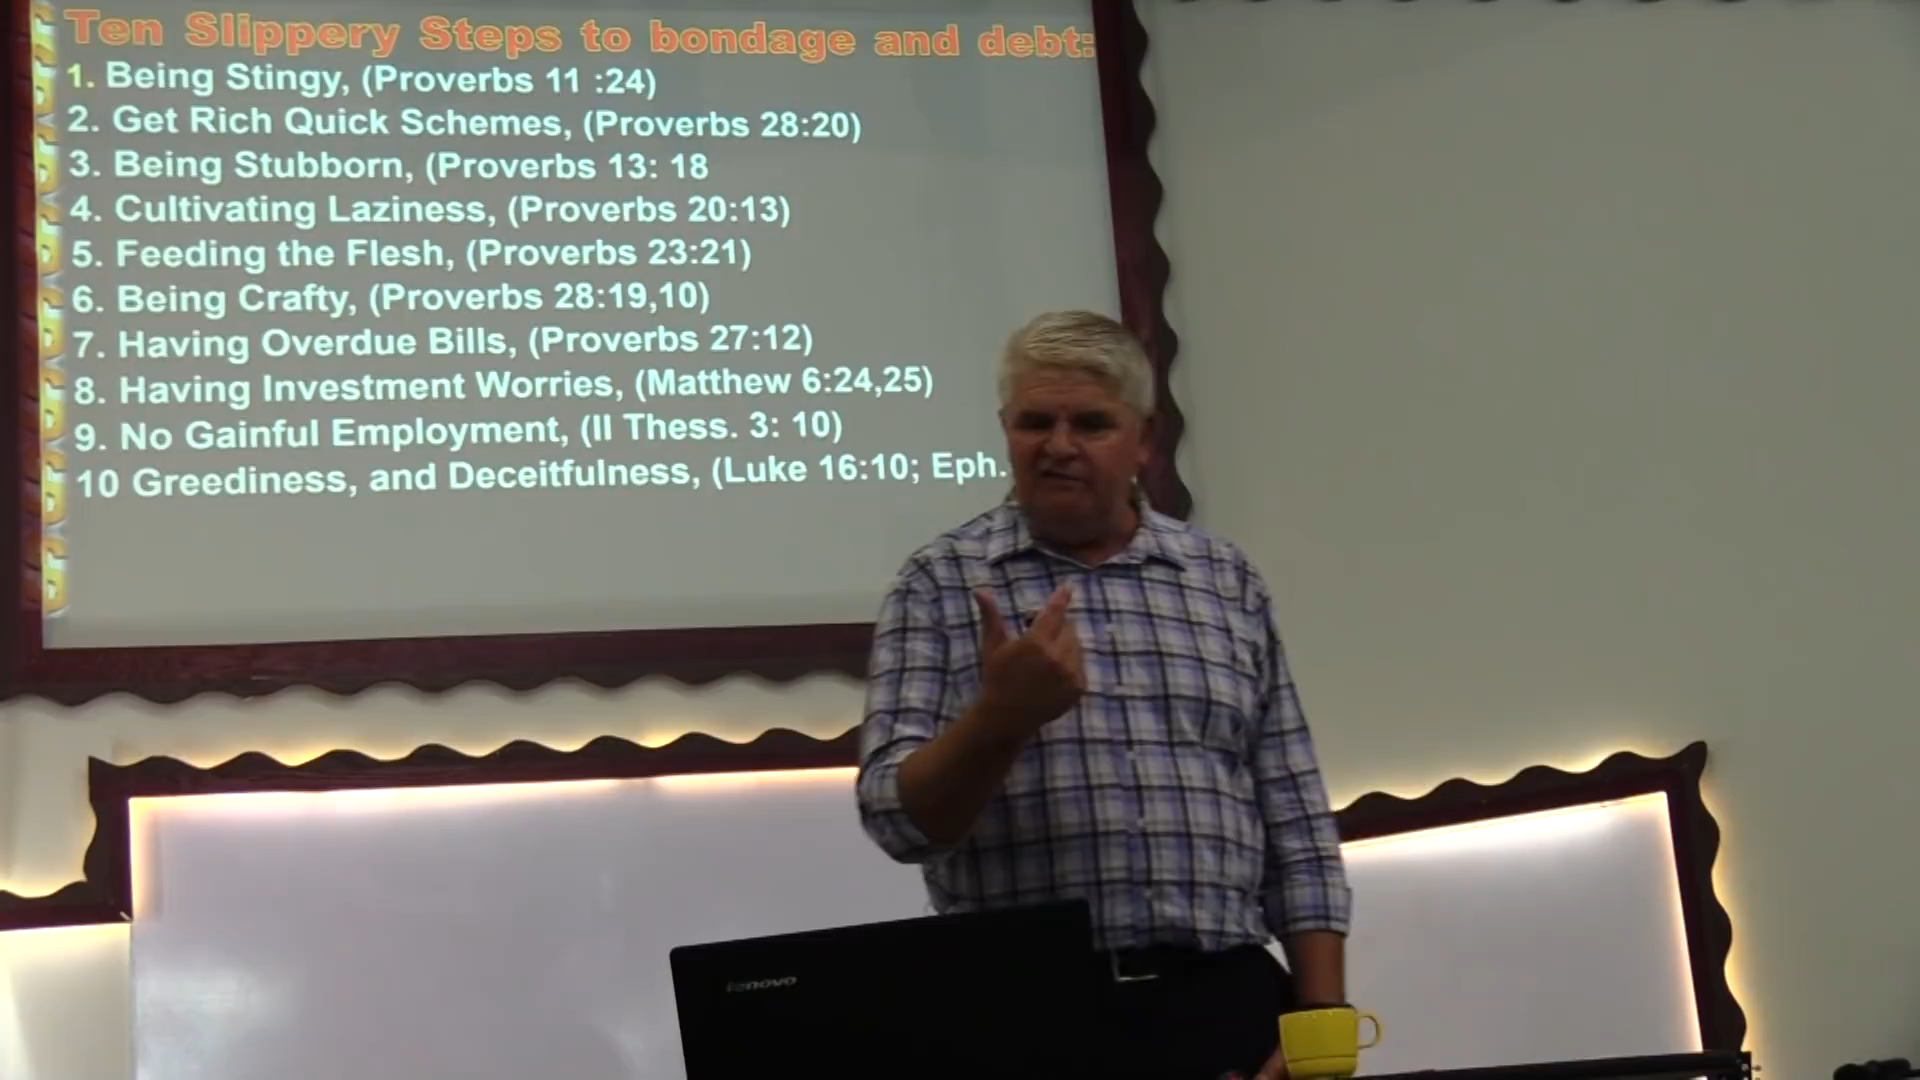 Ten Slippery Steps to bondage and debt:
1. Being Stingy, (Proverbs 11 :24)
2. Get Rich Quick Schemes, (Proverbs 28:20)
3. Being Stubborn, (Proverbs 13: 18
4. Cultivating Laziness, (Proverbs 20:13)
5. Feeding the Flesh, (Proverbs 23:21)
6. Being Crafty, (Proverbs 28:19,10)
7. Having Overdue Bills, (Proverbs 27:12)
8. Having Investment Worries, (Matthew 6:24,25)
9. No Gainful Employment, (II Thess. 3: 10)
10 Greediness, and Deceitfulness, (Luke 16:10; Eph.
lenovo